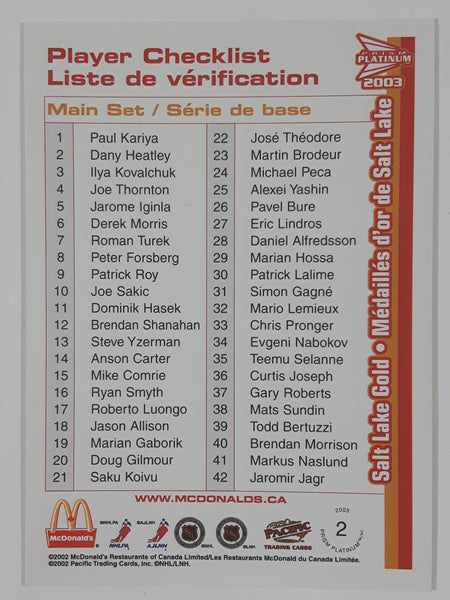 Player Checklist
Liste de vérification
PRISM
PLATINUM
2003
Main Set / Série de base
1 Paul Kariya
2 Dany Heatley
3 Ilya Kovalchuk
4 Joe Thornton
5 Jarome Iginla
6 Derek Morris
7 Roman Turek
8 Peter Forsberg
9 Patrick Roy
10 Joe Sakic
11 Dominik Hasek
12 Brendan Shanahan
13 Steve Yzerman
14 Anson Carter
15 Mike Comrie
16 Ryan Smyth
17 Roberto Luongo
18 Jason Allison
19 Marian Gaborik
20 Doug Gilmour
21 Saku Koivu
22 José Théodore
23 Martin Brodeur
24 Michael Peca
25 Alexei Yashin
26 Pavel Bure
27 Eric Lindros
28 Daniel Alfredsson
29 Marian Hossa
30 Patrick Lalime
31 Simon Gagné
32 Mario Lemieux
33 Chris Pronger
34 Evgeni Nabokov
35 Teemu Selanne
36 Curtis Joseph
37 Gary Roberts
38 Mats Sundin
39 Todd Bertuzzi
40 Brendan Morrison
41 Markus Naslund
42 Jaromir Jagr
Salt Lake Gold • Médaillés d'or de Salt Lake
WWW.MCDONALDS.CA
McDonald's
©NHLPA
NHLPA
©AJLNH
AJLNH
©NHL
©LNH
PACIFIC
TRADING CARDS
2003
2
PRISM PLATINUM
©2002 McDonald's Restaurants of Canada Limited/Les Restaurants McDonald du Canada Limitée.
©2002 Pacific Trading Cards, Inc. ©NHL/LNH.